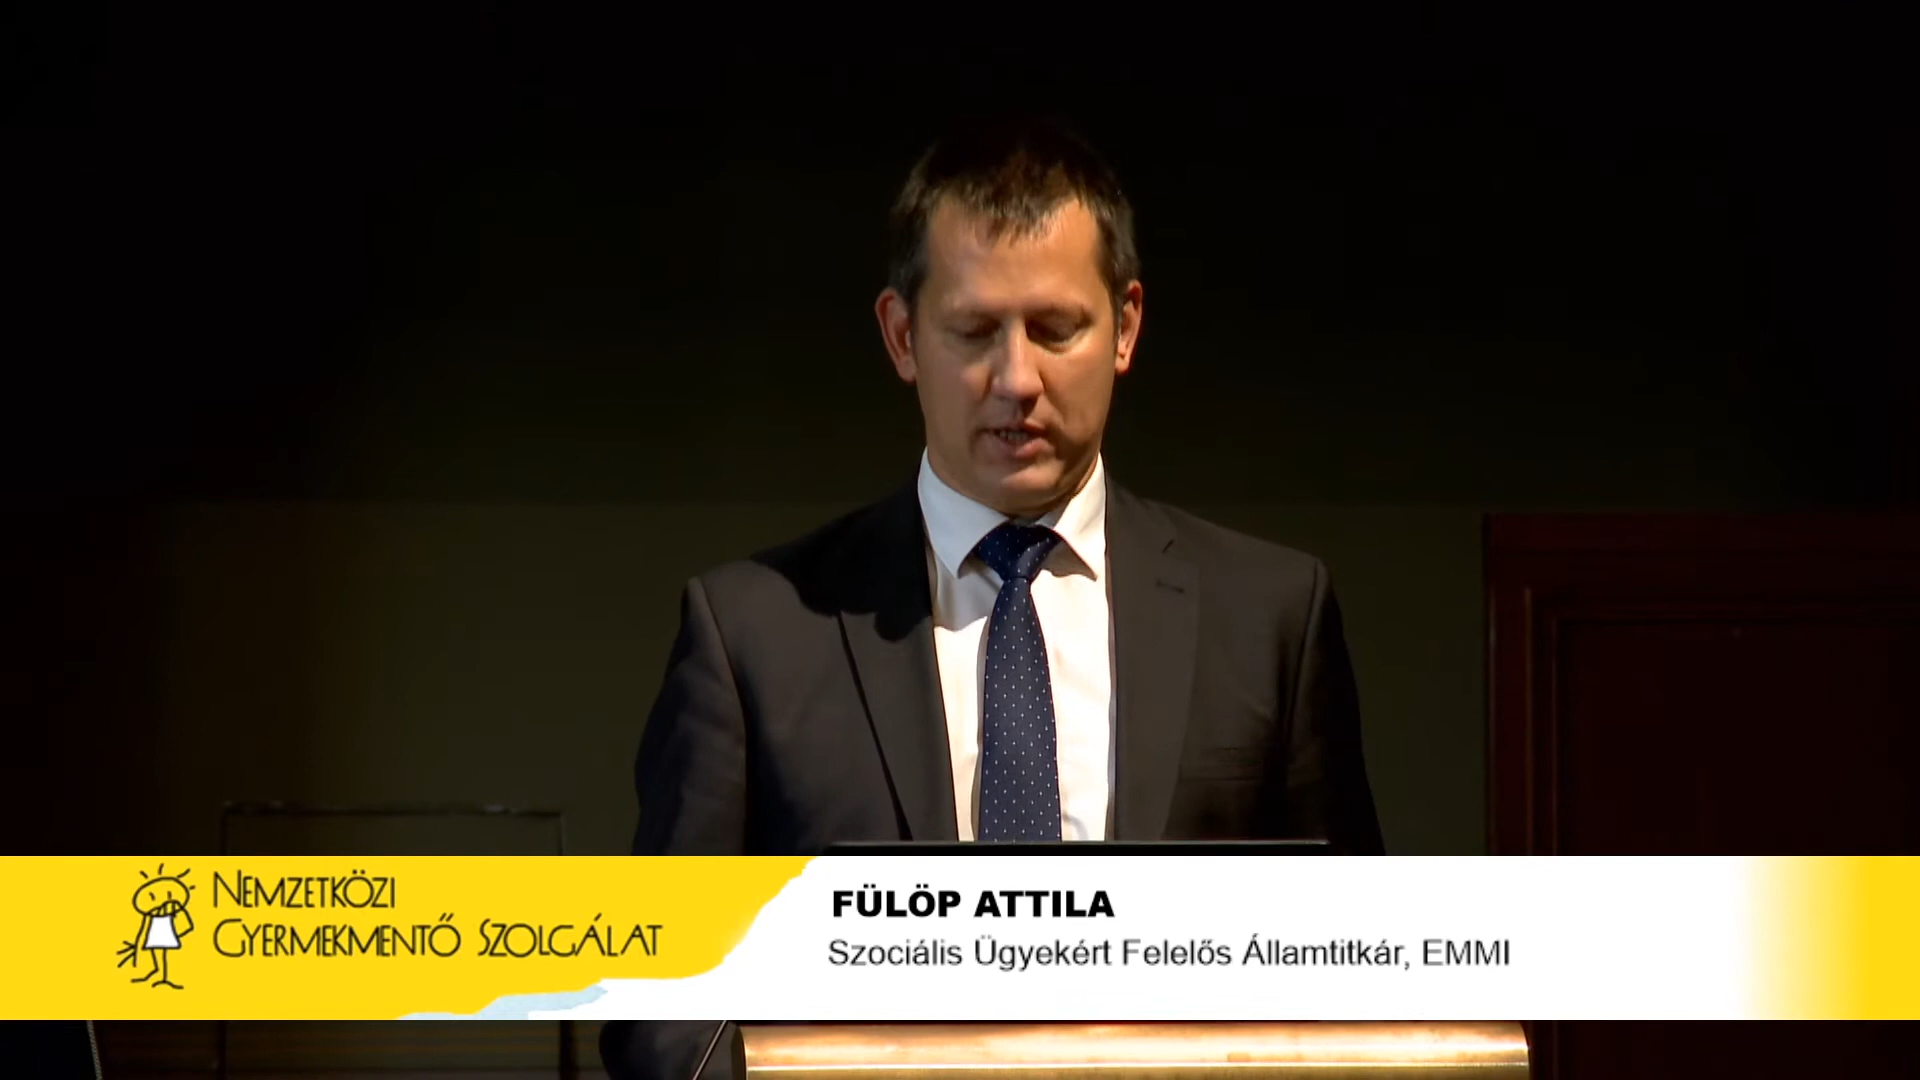 NEMZETKÖZI
GYERMEKMENTŐ SZOLGÁLAT
FÜLÖP ATTILA
Szociális Ügyekért Felelős Államtitkár, EMMI